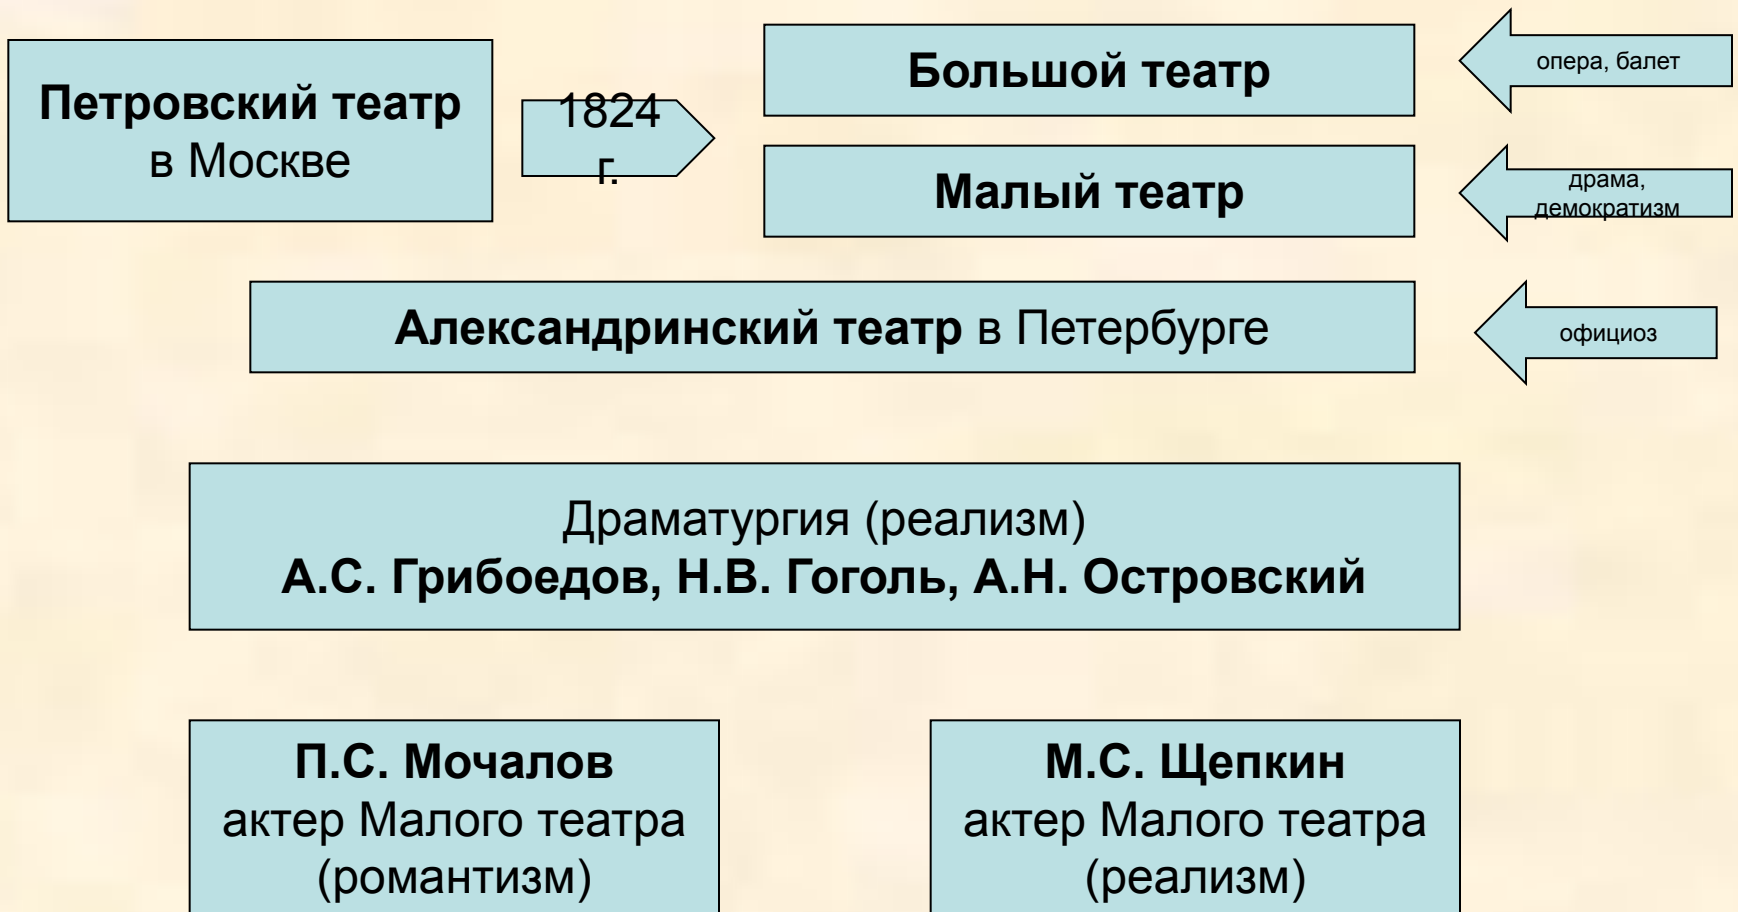 Петровский театр
в Москве
1824
г.
Большой театр
опера, балет
Малый театр
драма,
демократизм
Александринский театр в Петербурге
официоз
Драматургия (реализм)
А.С. Грибоедов, Н.В. Гоголь, А.Н. Островский
П.С. Мочалов
актер Малого театра
(романтизм)
М.С. Щепкин
актер Малого театра
(реализм)